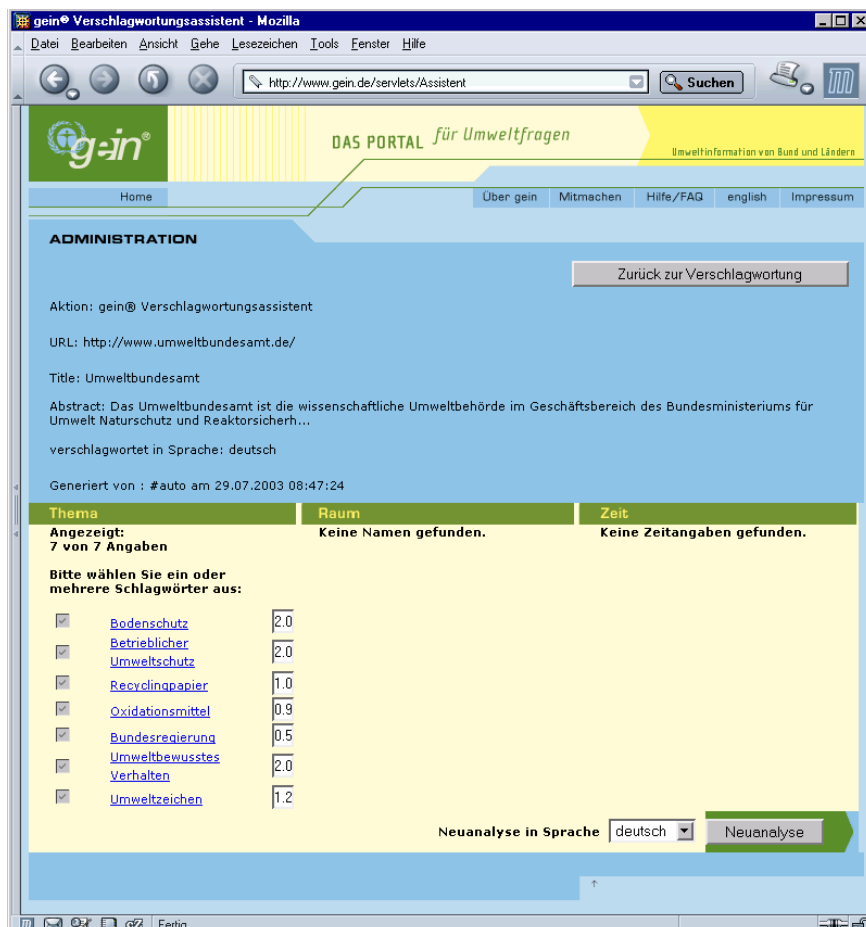 gein® Verschlagwortungsassistent - Mozilla
Datei Bearbeiten Ansicht Gehe Lesezeichen Tools Fenster Hilfe
http://www.gein.de/servlets/Assistent Suchen
gein®
DAS PORTAL für Umweltfragen
Umweltinformation von Bund und Ländern
Home Über gein Mitmachen Hilfe/FAQ english Impressum
ADMINISTRATION
Zurück zur Verschlagwortung
Aktion: gein® Verschlagwortungsassistent
URL: http://www.umweltbundesamt.de/
Title: Umweltbundesamt
Abstract: Das Umweltbundesamt ist die wissenschaftliche Umweltbehörde im Geschäftsbereich des Bundesministeriums für
Umwelt Naturschutz und Reaktorsicherh...
verschlagwortet in Sprache: deutsch
Generiert von : #auto am 29.07.2003 08:47:24
Thema Raum Zeit
Angezeigt: Keine Namen gefunden. Keine Zeitangaben gefunden.
7 von 7 Angaben
Bitte wählen Sie ein oder
mehrere Schlagwörter aus:
Bodenschutz 2.0
Betrieblicher
Umweltschutz 2.0
Recyclingpapier 1.0
Oxidationsmittel 0.9
Bundesregierung 0.5
Umweltbewusstes
Verhalten 2.0
Umweltzeichen 1.2
Neuanalyse in Sprache deutsch Neuanalyse
Fertig